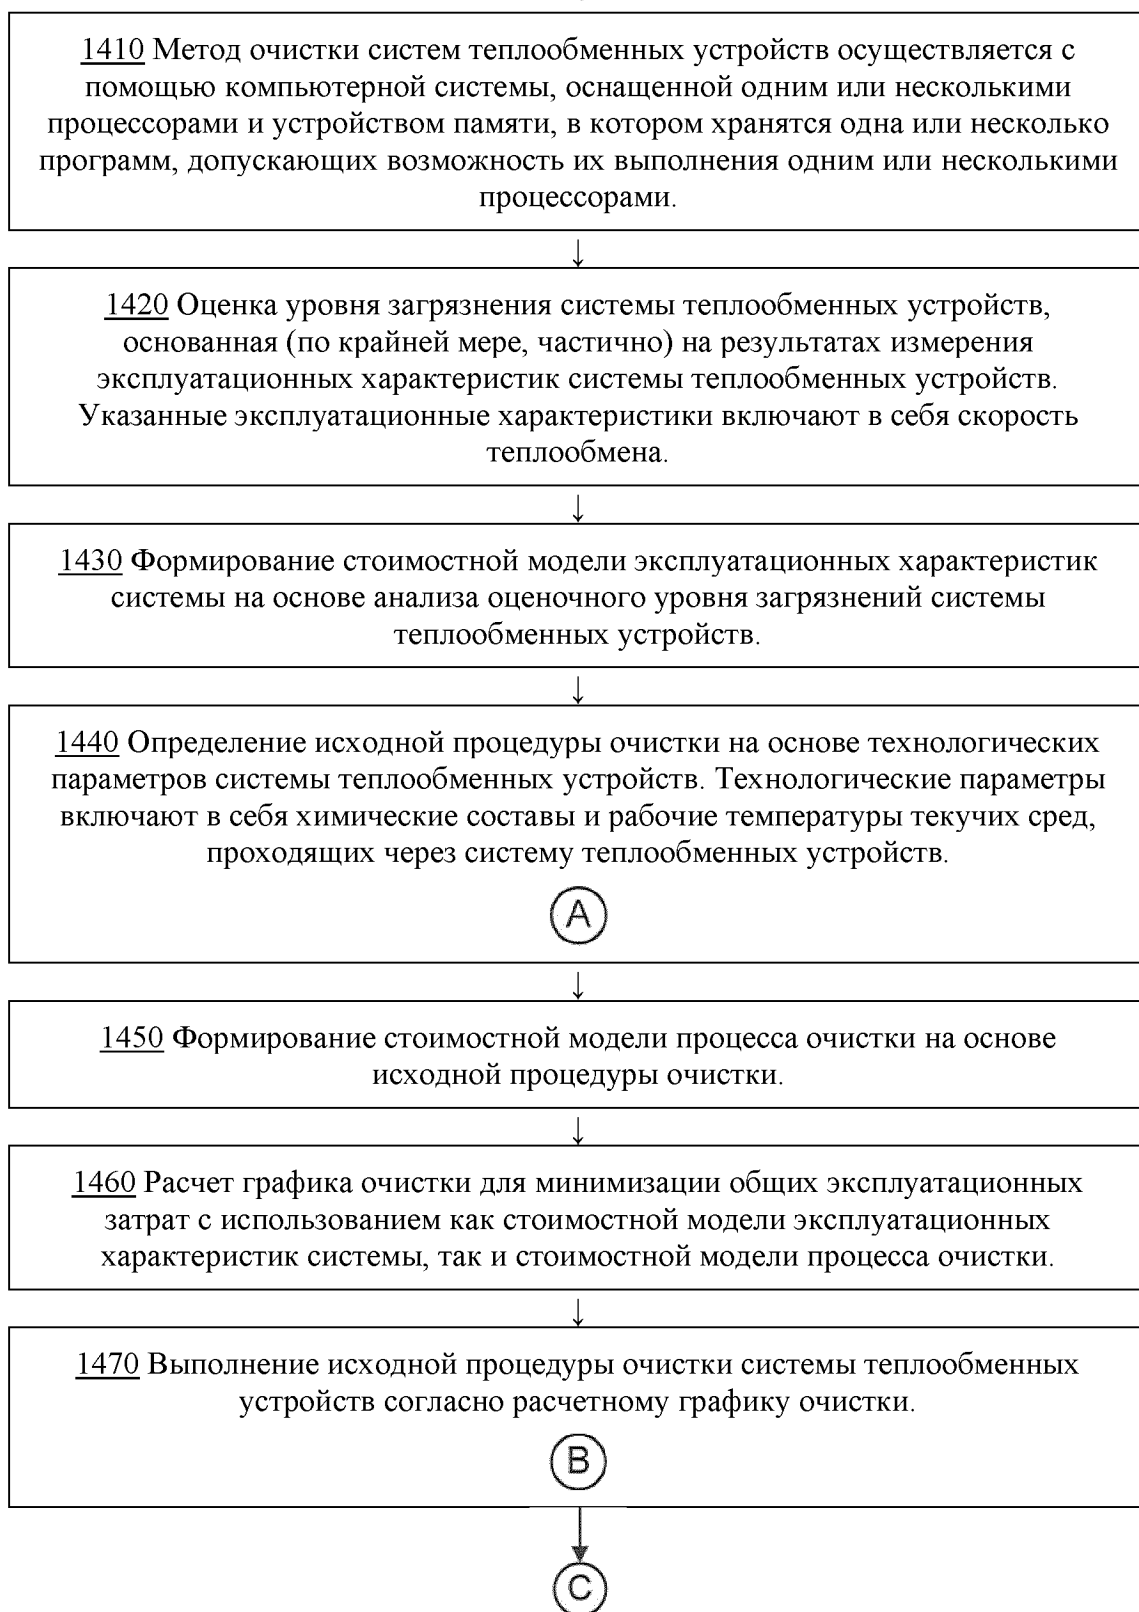 1410 Метод очистки систем теплообменных устройств осуществляется с
помощью компьютерной системы, оснащенной одним или несколькими
процессорами и устройством памяти, в котором хранятся одна или несколько
программ, допускающих возможность их выполнения одним или несколькими
процессорами.
↓
1420 Оценка уровня загрязнения системы теплообменных устройств,
основанная (по крайней мере, частично) на результатах измерения
эксплуатационных характеристик системы теплообменных устройств.
Указанные эксплуатационные характеристики включают в себя скорость
теплообмена.
↓
1430 Формирование стоимостной модели эксплуатационных характеристик
системы на основе анализа оценочного уровня загрязнений системы
теплообменных устройств.
↓
1440 Определение исходной процедуры очистки на основе технологических
параметров системы теплообменных устройств. Технологические параметры
включают в себя химические составы и рабочие температуры текучих сред,
проходящих через систему теплообменных устройств.
A
↓
1450 Формирование стоимостной модели процесса очистки на основе
исходной процедуры очистки.
↓
1460 Расчет графика очистки для минимизации общих эксплуатационных
затрат с использованием как стоимостной модели эксплуатационных
характеристик системы, так и стоимостной модели процесса очистки.
↓
1470 Выполнение исходной процедуры очистки системы теплообменных
устройств согласно расчетному графику очистки.
B
C